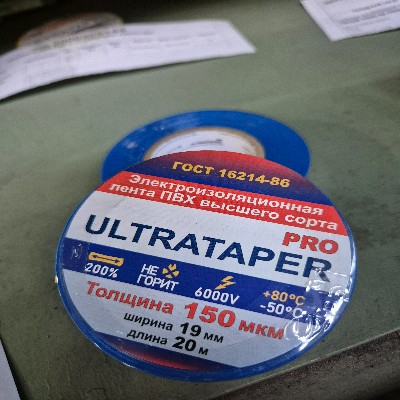 ГОСТ 16214-86
Электроизоляционная
лента ПВХ высшего сорта
PRO
ULTRATAPER
200%
НЕ ГОРИТ
6000V
+80°C
-50°C
Толщина 150 мкм
ширина 19 мм
длина 20 м